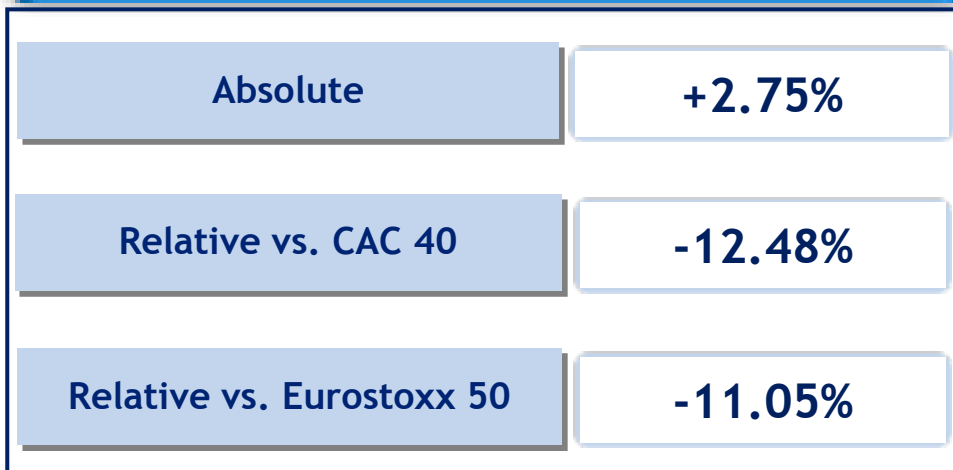 Absolute
+2.75%
Relative vs. CAC 40
-12.48%
Relative vs. Eurostoxx 50
-11.05%